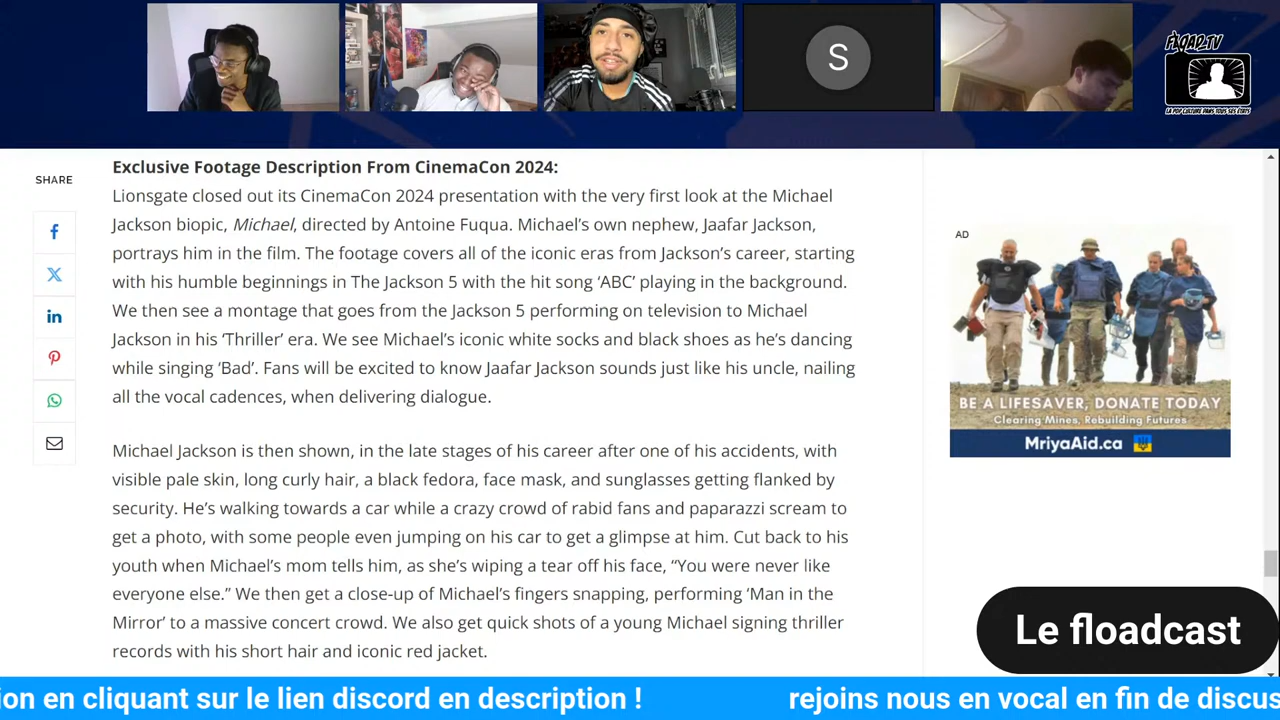 S
FLOAD.TV
LA POP CULTURE DANS TOUS SES ÉTATS
SHARE
Exclusive Footage Description From CinemaCon 2024:
Lionsgate closed out its CinemaCon 2024 presentation with the very first look at the Michael
Jackson biopic, Michael, directed by Antoine Fuqua. Michael’s own nephew, Jaafar Jackson,
portrays him in the film. The footage covers all of the iconic eras from Jackson’s career, starting
with his humble beginnings in The Jackson 5 with the hit song ‘ABC’ playing in the background.
We then see a montage that goes from the Jackson 5 performing on television to Michael
Jackson in his ‘Thriller’ era. We see Michael’s iconic white socks and black shoes as he’s dancing
while singing ‘Bad’. Fans will be excited to know Jaafar Jackson sounds just like his uncle, nailing
all the vocal cadences, when delivering dialogue.
Michael Jackson is then shown, in the late stages of his career after one of his accidents, with
visible pale skin, long curly hair, a black fedora, face mask, and sunglasses getting flanked by
security. He’s walking towards a car while a crazy crowd of rabid fans and paparazzi scream to
get a photo, with some people even jumping on his car to get a glimpse at him. Cut back to his
youth when Michael’s mom tells him, as she’s wiping a tear off his face, “You were never like
everyone else.” We then get a close-up of Michael’s fingers snapping, performing ‘Man in the
Mirror’ to a massive concert crowd. We also get quick shots of a young Michael signing thriller
records with his short hair and iconic red jacket.
AD
BE A LIFESAVER, DONATE TODAY
Clearing Mines, Rebuilding Futures
MriyaAid.ca
Le floadcast
ion en cliquant sur le lien discord en description ! rejoins nous en vocal en fin de discus